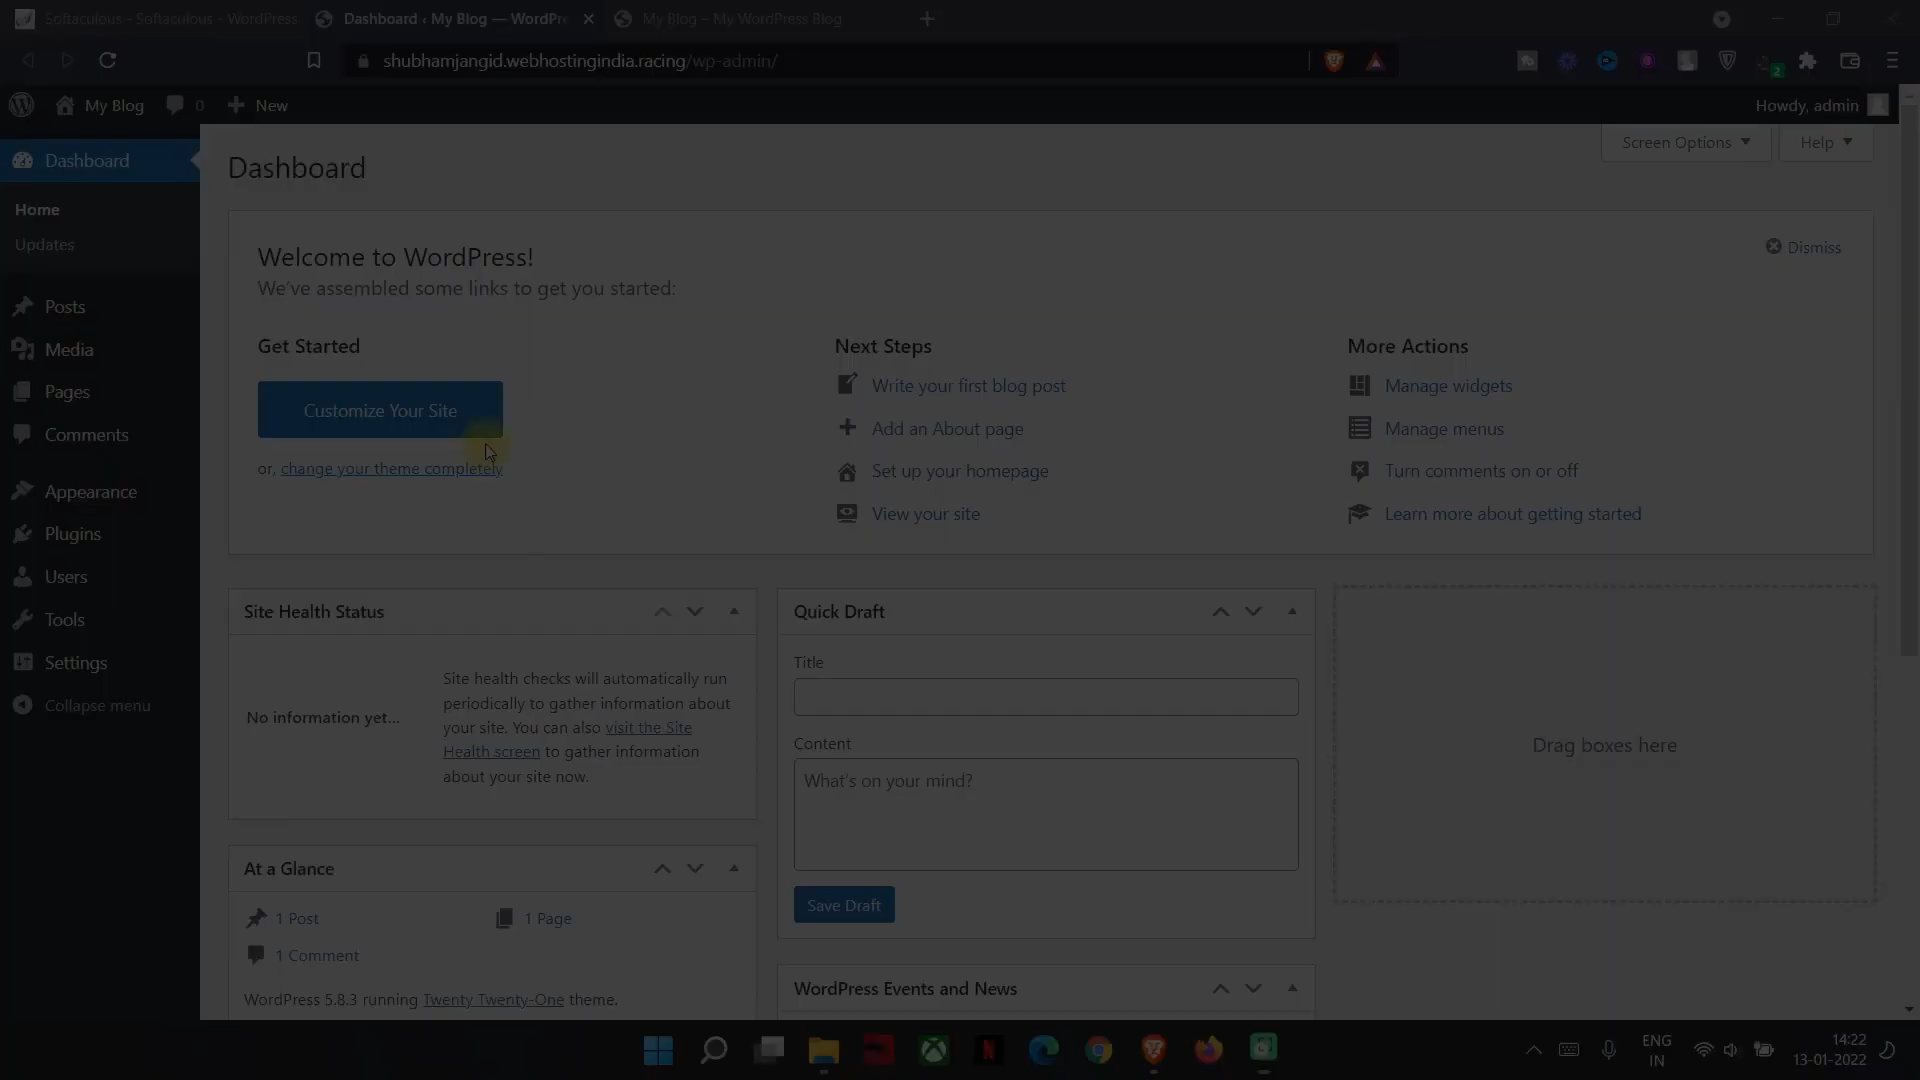 Softaculous - Softaculous - WordPress
Dashboard ‹ My Blog — WordPre
My Blog – My WordPress Blog
shubhamjangid.webhostingindia.racing/wp-admin/
2
My Blog
0
New
Howdy, admin
Dashboard
Home
Updates
Posts
Media
Pages
Comments
Appearance
Plugins
Users
Tools
Settings
Collapse menu
Dashboard
Screen Options
Help
Welcome to WordPress!
We've assembled some links to get you started:
Dismiss
Get Started
Customize Your Site
or, change your theme completely
Next Steps
Write your first blog post
Add an About page
Set up your homepage
View your site
More Actions
Manage widgets
Manage menus
Turn comments on or off
Learn more about getting started
Site Health Status
No information yet...
Site health checks will automatically run
periodically to gather information about
your site. You can also visit the Site
Health screen to gather information
about your site now.
At a Glance
1 Post
1 Page
1 Comment
WordPress 5.8.3 running Twenty Twenty-One theme.
Quick Draft
Title
Content
What's on your mind?
Save Draft
WordPress Events and News
Drag boxes here
ENG
IN
14:22
13-01-2022